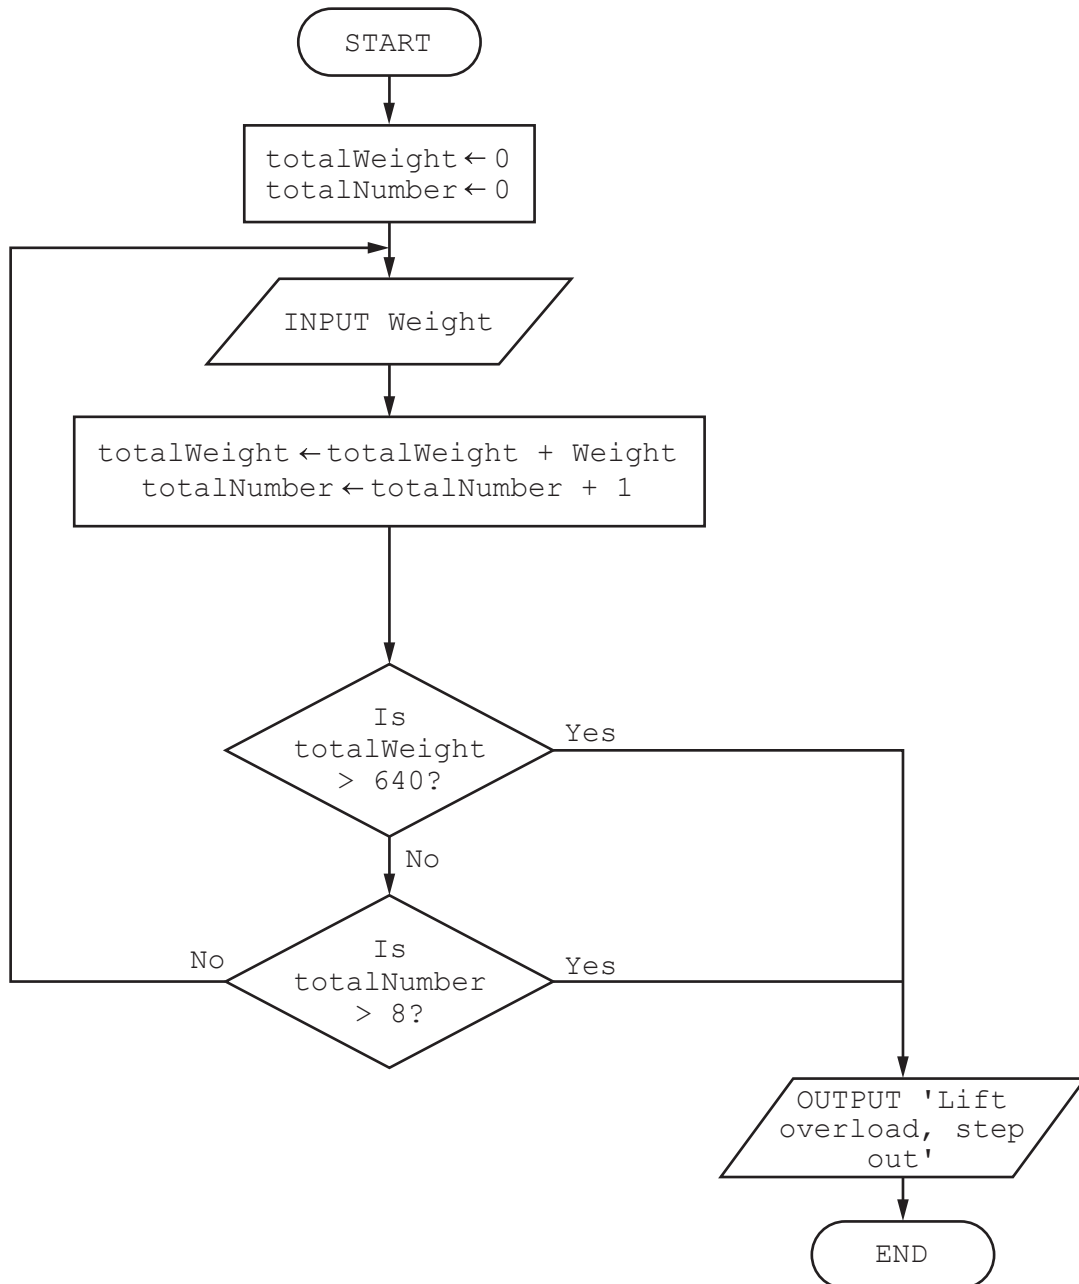 START
totalWeight ← 0
totalNumber ← 0
INPUT Weight
totalWeight ← totalWeight + Weight
totalNumber ← totalNumber + 1
Is
totalWeight
> 640?
Yes
No
Is
totalNumber
> 8?
No
Yes
OUTPUT 'Lift
overload, step
out'
END